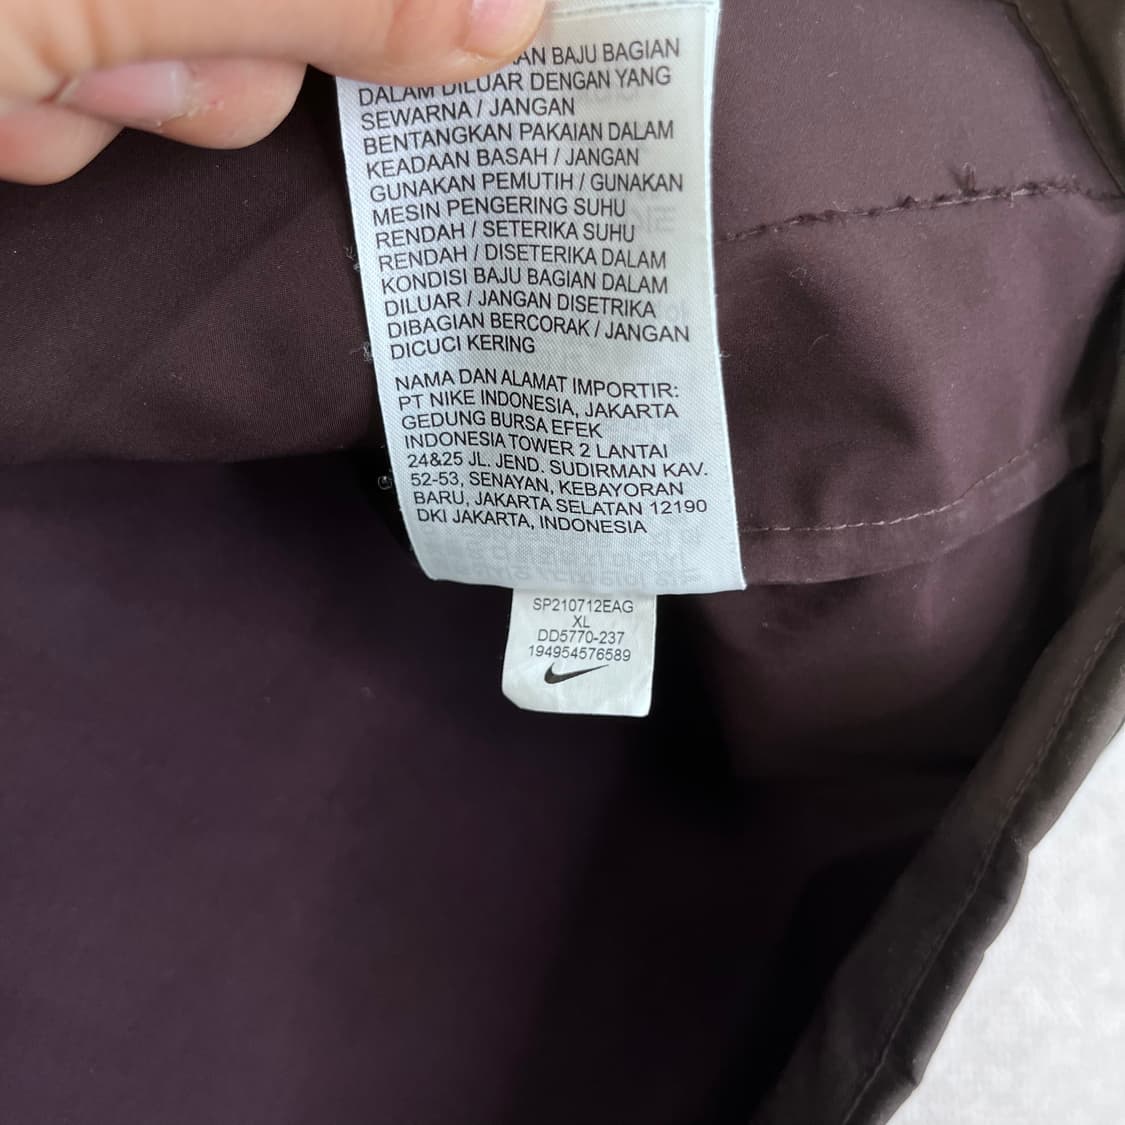 BAJU BAGIAN
DALAM DILUAR DENGAN YANG
SEWARNA / JANGAN
BENTANGKAN PAKAIAN DALAM
KEADAAN BASAH / JANGAN
GUNAKAN PEMUTIH / GUNAKAN
MESIN PENGERING SUHU
RENDAH / SETERIKA SUHU
RENDAH / DISETERIKA DALAM
KONDISI BAJU BAGIAN DALAM
DILUAR / JANGAN DISETRIKA
DIBAGIAN BERCORAK / JANGAN
DICUCI KERING
NAMA DAN ALAMAT IMPORTIR:
PT NIKE INDONESIA, JAKARTA
GEDUNG BURSA EFEK
INDONESIA TOWER 2 LANTAI
24&25 JL. JEND. SUDIRMAN KAV.
52-53, SENAYAN, KEBAYORAN
BARU, JAKARTA SELATAN 12190
DKI JAKARTA, INDONESIA
SP210712EAG
XL
DD5770-237
194954576589